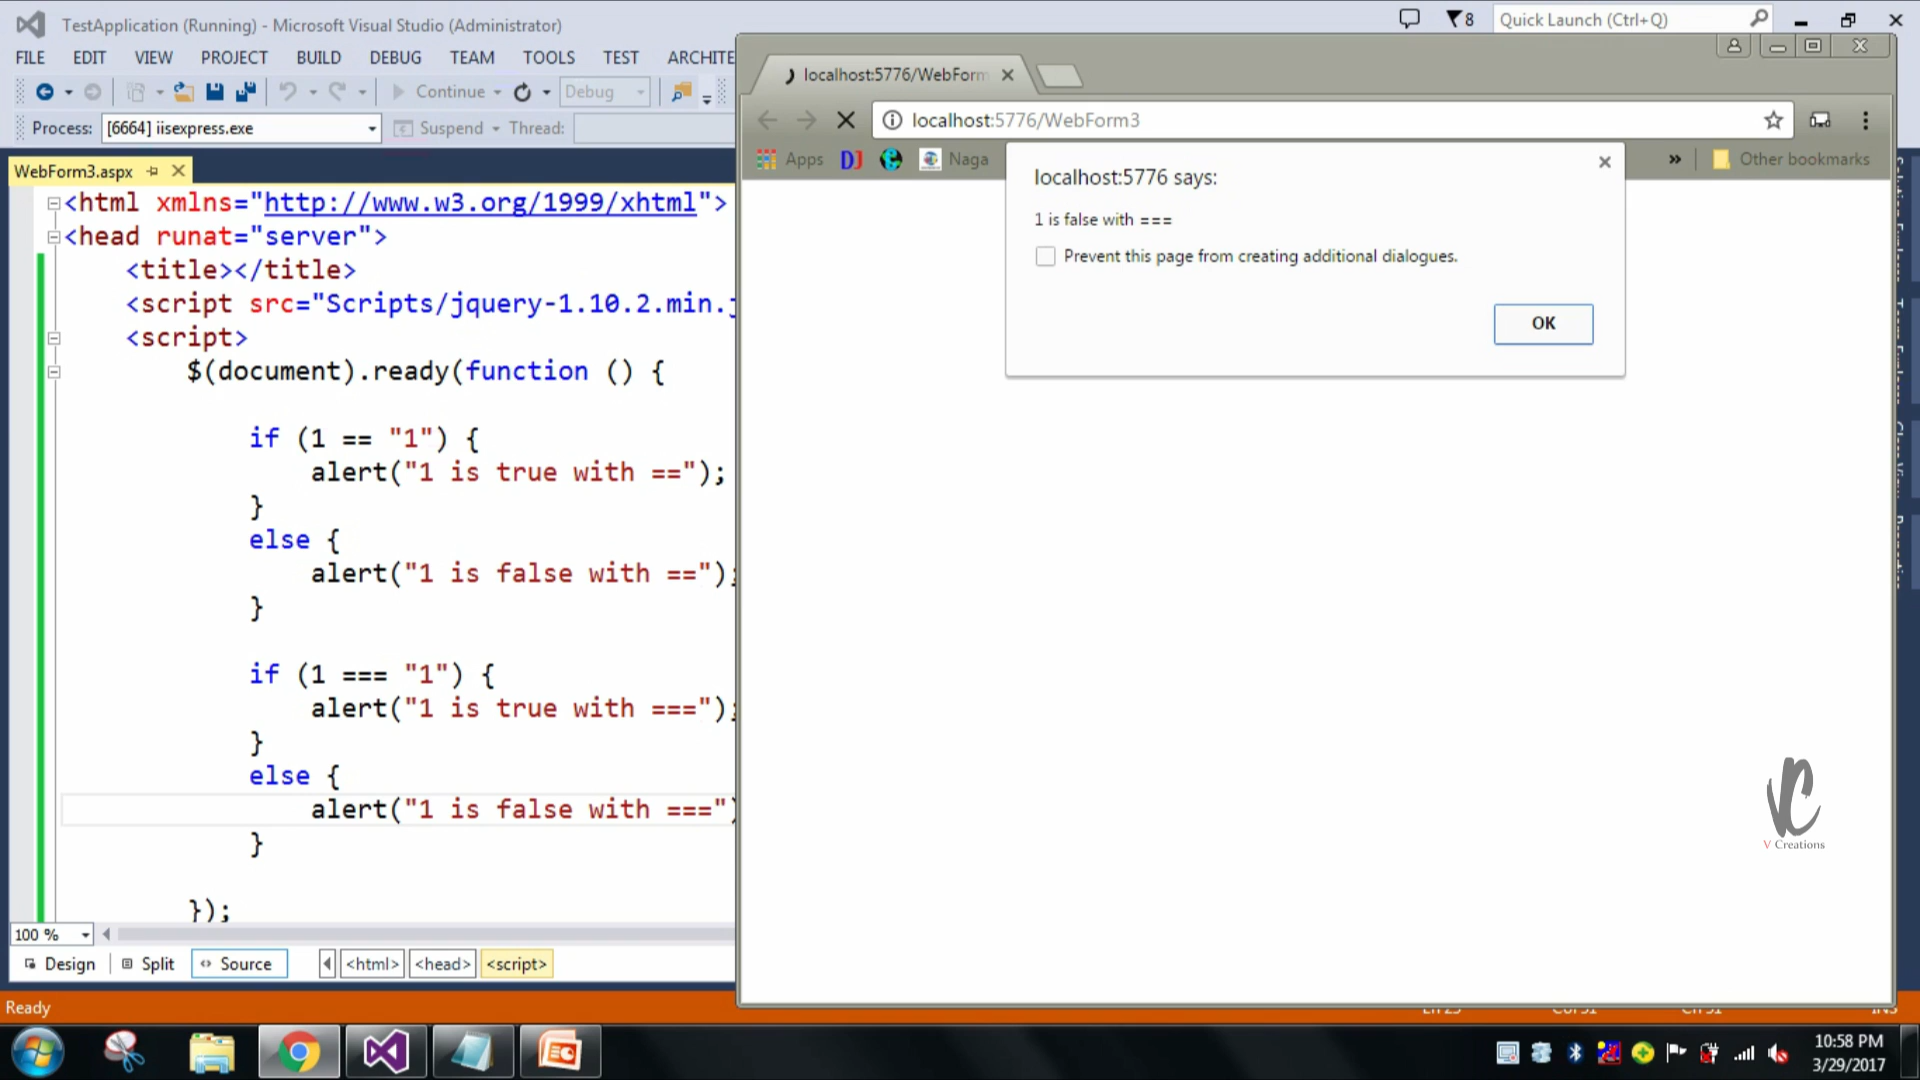 TestApplication (Running) - Microsoft Visual Studio (Administrator)
8
Quick Launch (Ctrl+Q)
FILE EDIT VIEW PROJECT BUILD DEBUG TEAM TOOLS TEST ARCHITE
Continue
Debug
Process: [6664] iisexpress.exe
Suspend
Thread:
WebForm3.aspx
<html xmlns="http://www.w3.org/1999/xhtml">
<head runat="server">
<title></title>
<script src="Scripts/jquery-1.10.2.min.j
<script>
$(document).ready(function () {
if (1 == "1") {
alert("1 is true with ==");
}
else {
alert("1 is false with ==");
}
if (1 === "1") {
alert("1 is true with ===");
}
else {
alert("1 is false with ===")
}
});
100 %
Design
Split
Source
<html>
<head>
<script>
Ready
localhost:5776/WebForm
localhost:5776/WebForm3
Apps
DJ
Naga
»
Other bookmarks
localhost:5776 says:
1 is false with ===
Prevent this page from creating additional dialogues.
OK
VC
V Creations
10:58 PM
3/29/2017